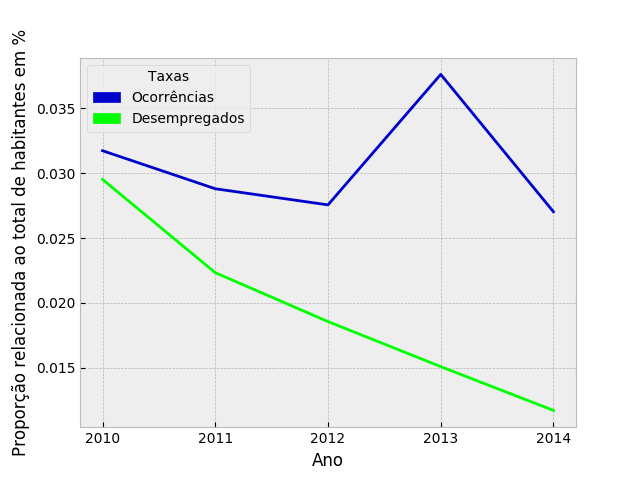 Proporção relacionada ao total de habitantes em %
Taxas
Ocorrências
Desempregados
0.035
0.030
0.025
0.020
0.015
2010 2011 2012 2013 2014
Ano